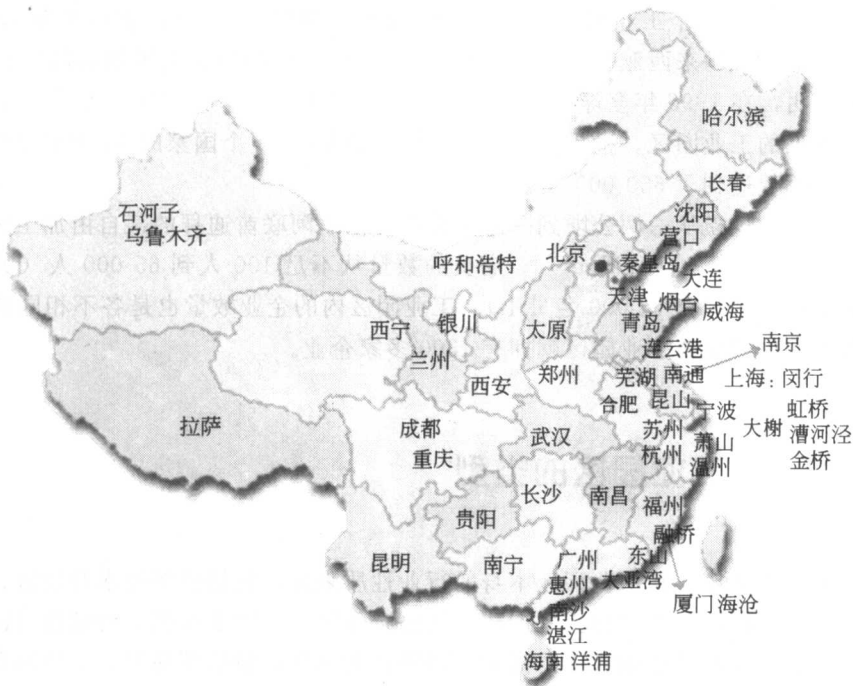 哈尔滨
长春
石河子
乌鲁木齐
沈阳
营口
北京
呼和浩特
秦皇岛
大连
天津 烟台
威海
西宁
银川
太原
青岛
兰州
连云港
南京
西安
郑州
芜湖
南通
上海：闵行
合肥
昆山
宁波
虹桥
拉萨
成都
武汉
苏州
大榭
漕河泾
重庆
杭州
萧山
温州
金桥
长沙
南昌
贵阳
福州
融桥
昆明
南宁
广州
东山
惠州
大亚湾
南沙
厦门海沧
湛江
海南 洋浦